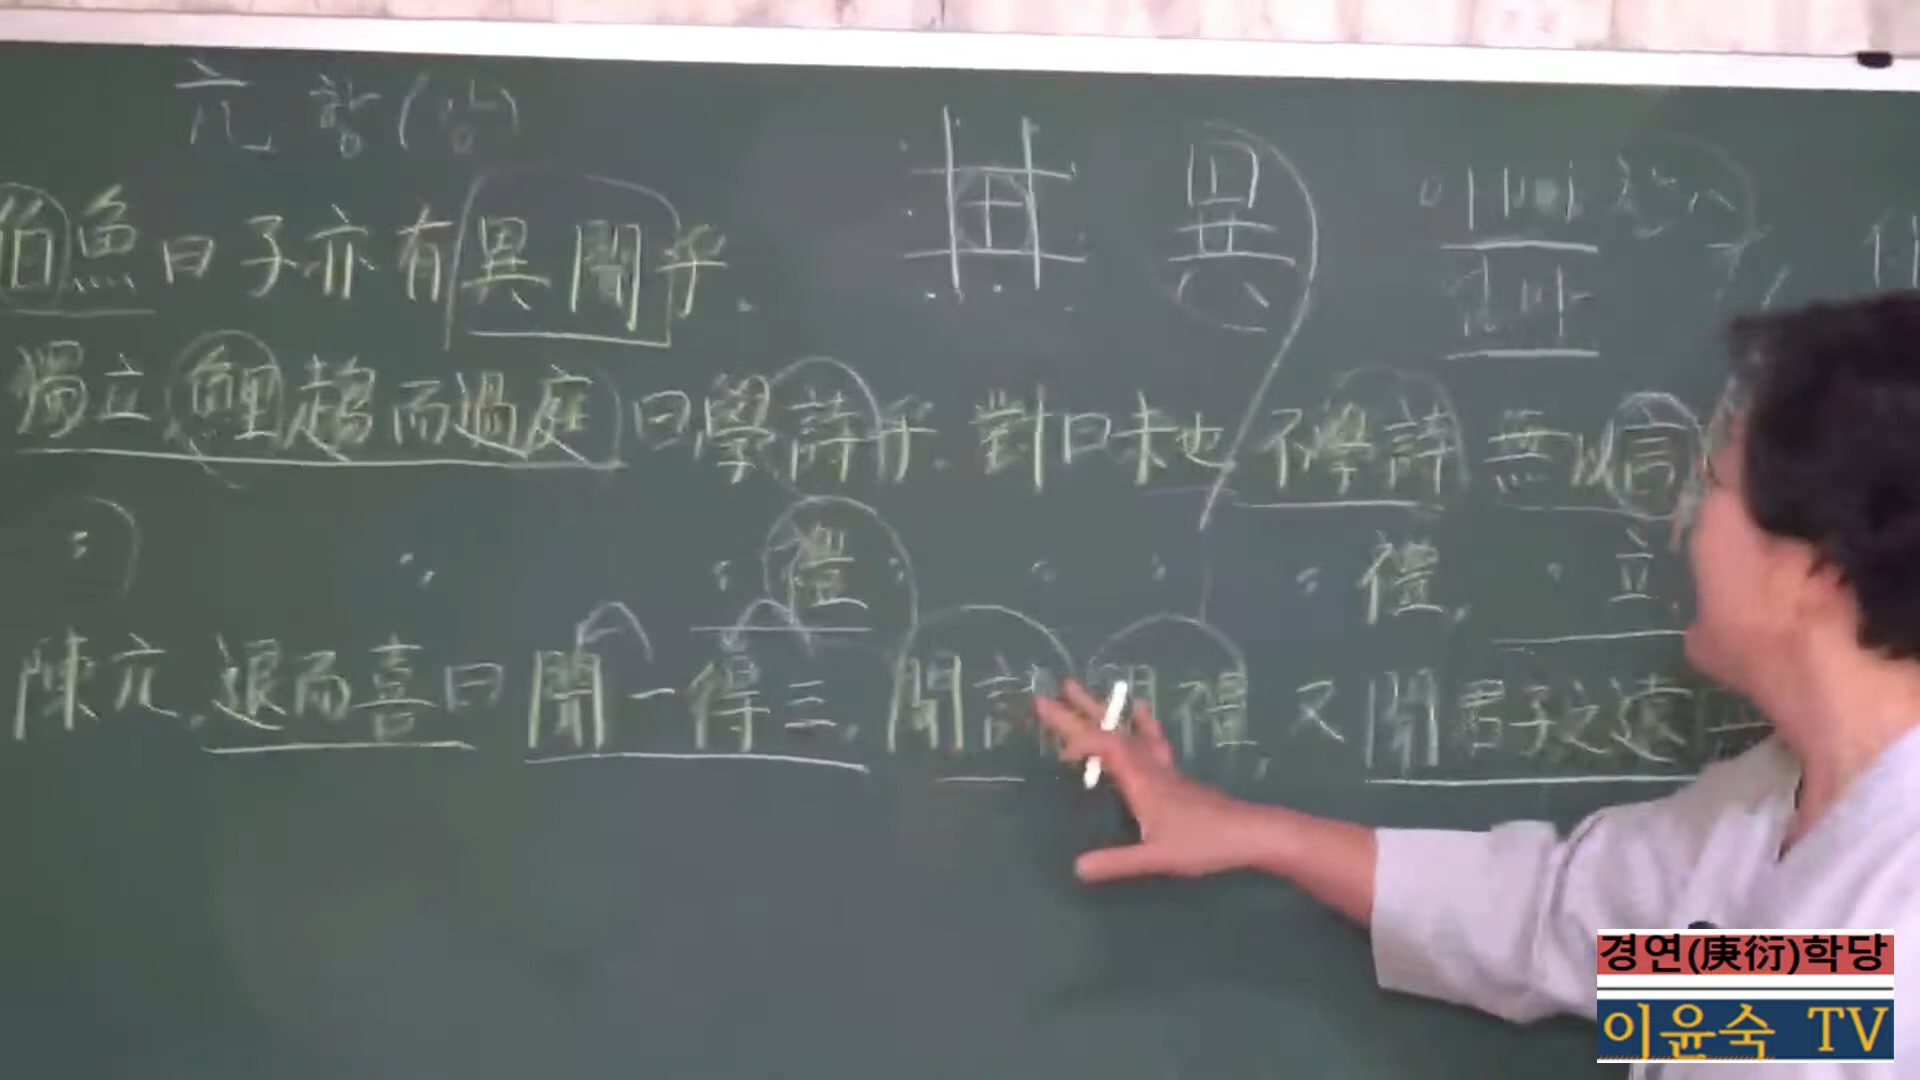 亢 항(강)
異
伯魚曰子亦有異聞乎.
獨立鯉趨而過庭曰學詩乎.對曰未也不學詩無以言
禮 禮, 立.
陳亢,退而喜曰聞一得三,聞詩聞禮,又聞君子之遠
경연(庚衍)학당
이윤숙 TV